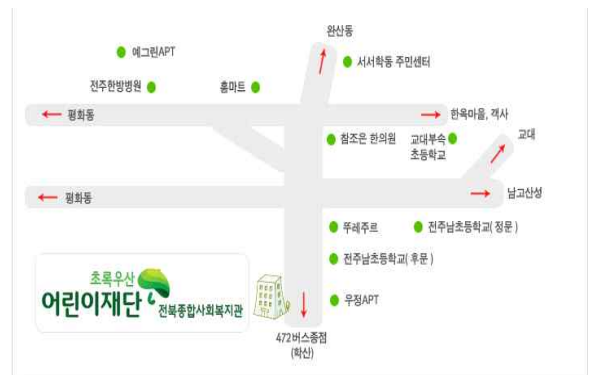 완산동
예그린APT
서서학동 주민센터
전주한방병원
홈마트
평화동
한옥마을, 객사
참조은 한의원
교대부속
초등학교
교대
평화동
남고산성
뚜레쥬르
전주남초등학교( 정문 )
전주남초등학교( 후문 )
초록우산
어린이재단
전북종합사회복지관
우정APT
472버스종점
(학산)